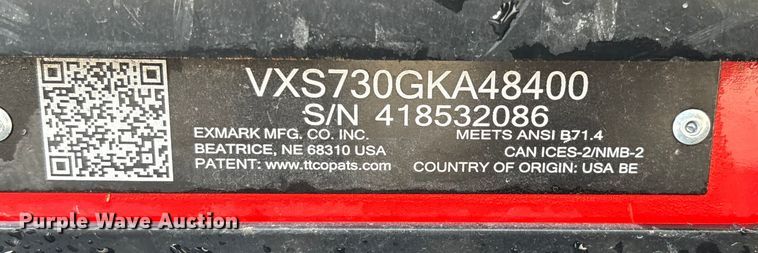 VXS730GKA48400
S/N 418532086
EXMARK MFG. CO. INC. MEETS ANSI B71.4
BEATRICE, NE 68310 USA CAN ICES-2/NMB-2
PATENT: www.ttcopats.com COUNTRY OF ORIGIN: USA BE
Purple Wave Auction